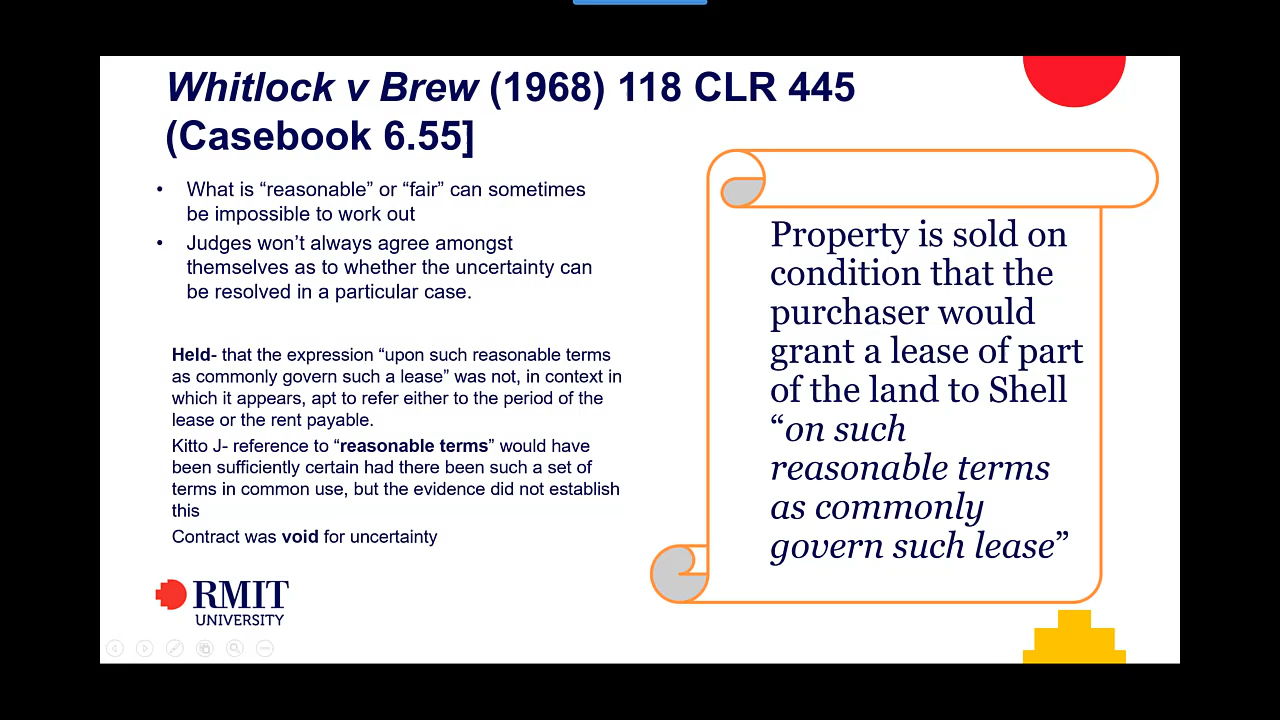 Whitlock v Brew (1968) 118 CLR 445
(Casebook 6.55]
• What is “reasonable” or “fair” can sometimes
be impossible to work out
• Judges won’t always agree amongst
themselves as to whether the uncertainty can
be resolved in a particular case.
Held- that the expression “upon such reasonable terms
as commonly govern such a lease” was not, in context in
which it appears, apt to refer either to the period of the
lease or the rent payable.
Kitto J- reference to “reasonable terms” would have
been sufficiently certain had there been such a set of
terms in common use, but the evidence did not establish
this
Contract was void for uncertainty
Property is sold on
condition that the
purchaser would
grant a lease of part
of the land to Shell
“on such
reasonable terms
as commonly
govern such lease”
RMIT
UNIVERSITY